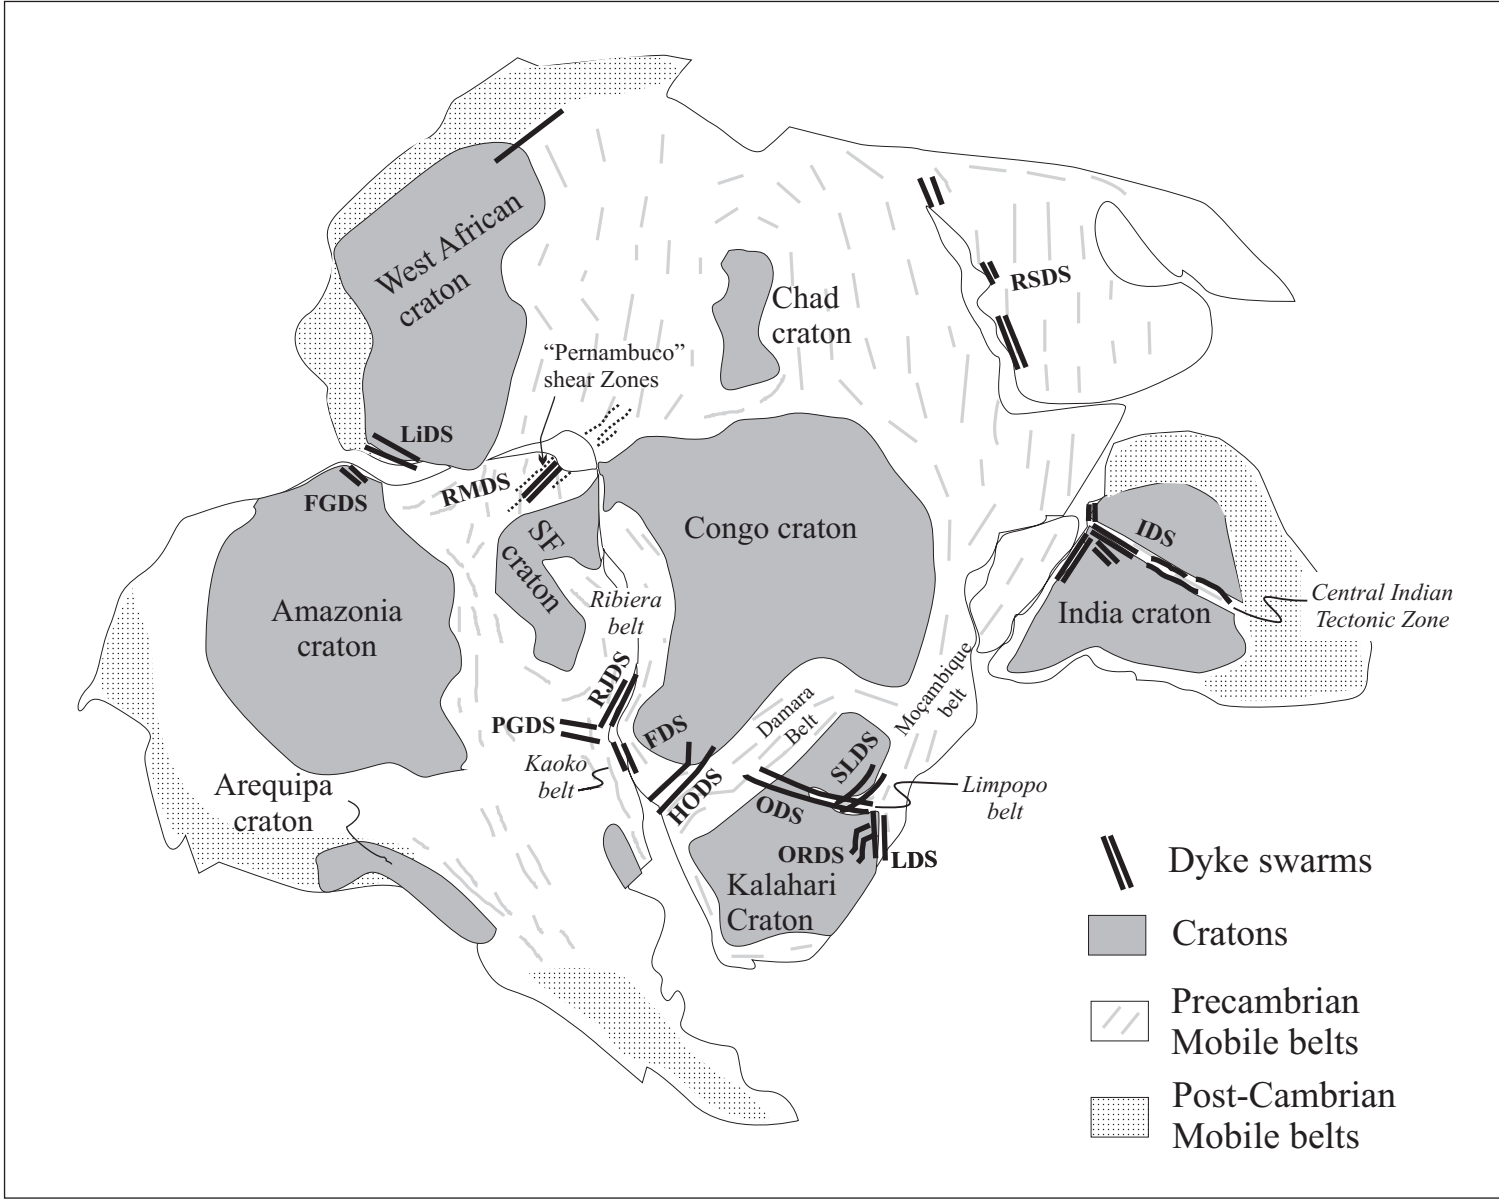 West African
craton
Chad
craton
RSDS
“Pernambuco”
shear Zones
LiDS
RMDS
FGDS
SF
craton
Congo craton
IDS
India craton
Central Indian
Tectonic Zone
Amazonia
craton
Ribiera
belt
RJDS
PGDS
FDS
Kaoko
belt
HODS
Damara
Belt
Moçambique
belt
SLDS
ODS
Limpopo
belt
ORDS
LDS
Arequipa
craton
Kalahari
Craton
Dyke swarms
Cratons
Precambrian
Mobile belts
Post-Cambrian
Mobile belts